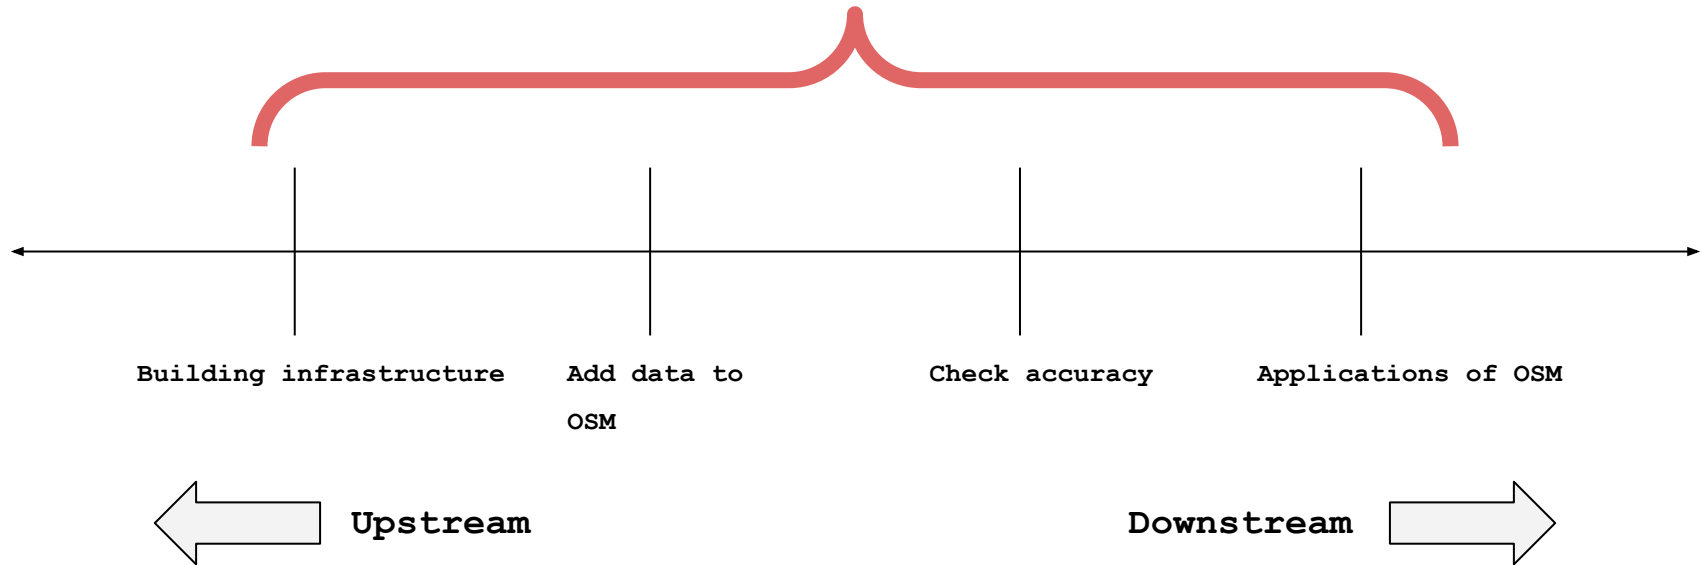 Building infrastructure
Add data to
OSM
Check accuracy
Applications of OSM
Upstream
Downstream